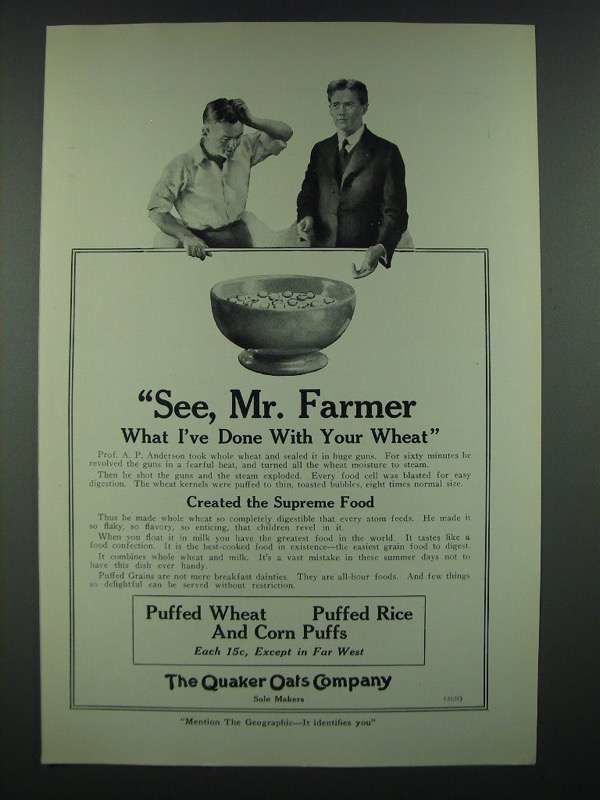 "See, Mr. Farmer
What I've Done With Your Wheat"
Prof. A. P. Anderson took whole wheat and sealed it in huge guns. For sixty minutes he
revolved the guns in a fearful heat, and turned all the wheat moisture to steam.
Then he shot the guns and the steam exploded. Every food cell was blasted for easy
digestion. The wheat kernels were puffed to thin, toasted bubbles, eight times normal size.
Created the Supreme Food
Thus he made whole wheat so completely digestible that every atom feeds. He made it
so flaky, so flavory, so enticing, that children revel in it.
When you float it in milk you have the greatest food in the world. It tastes like a
food confection. It is the best-cooked food in existence—the easiest grain food to digest.
It combines whole wheat and milk. It's a vast mistake in these summer days not to
have this dish ever handy.
Puffed Grains are not mere breakfast dainties. They are all-hour foods. And few things
so delightful can be served without restriction.
Puffed Wheat Puffed Rice
And Corn Puffs
Each 15c, Except in Far West
The Quaker Oats Company
Sole Makers
"Mention The Geographic—It identifies you"